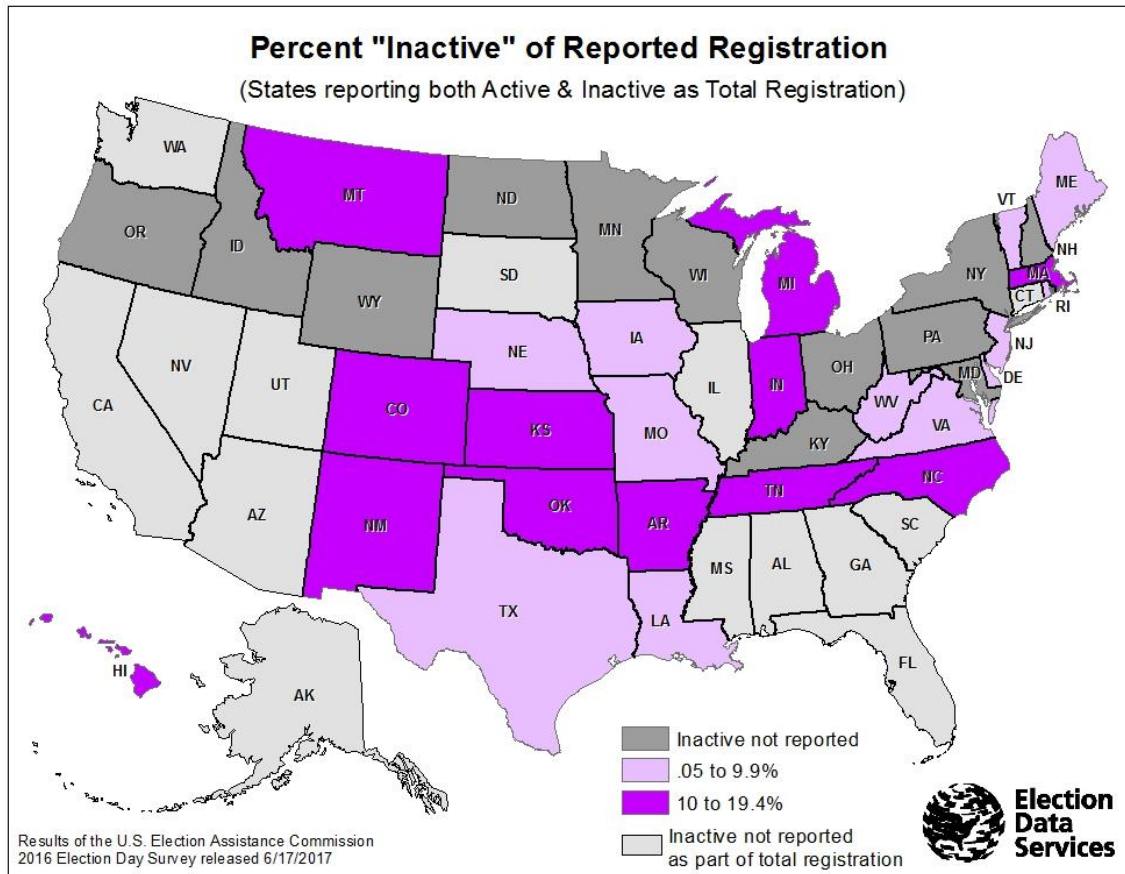 Percent "Inactive" of Reported Registration
(States reporting both Active & Inactive as Total Registration)
WA
MT
ND
MN
VT
ME
OR
ID
SD
WI
MI
NY
NH
MA
WY
CT
RI
NE
IA
PA
NJ
NV
UT
IL
IN
OH
MD
DE
CA
CO
KS
MO
WV
VA
KY
AZ
NM
OK
AR
TN
NC
SC
MS
AL
GA
TX
LA
FL
HI
AK
Inactive not reported
.05 to 9.9%
10 to 19.4%
Inactive not reported
as part of total registration
Election
Data
Services
Results of the U.S. Election Assistance Commission
2016 Election Day Survey released 6/17/2017